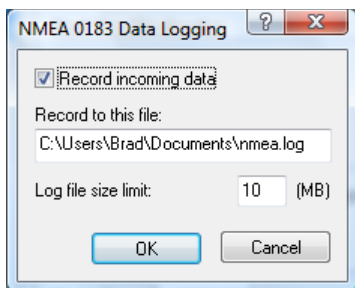 NMEA 0183 Data Logging
Record incoming data
Record to this file:
C:\Users\Brad\Documents\nmea.log
Log file size limit: 10 (MB)
OK Cancel